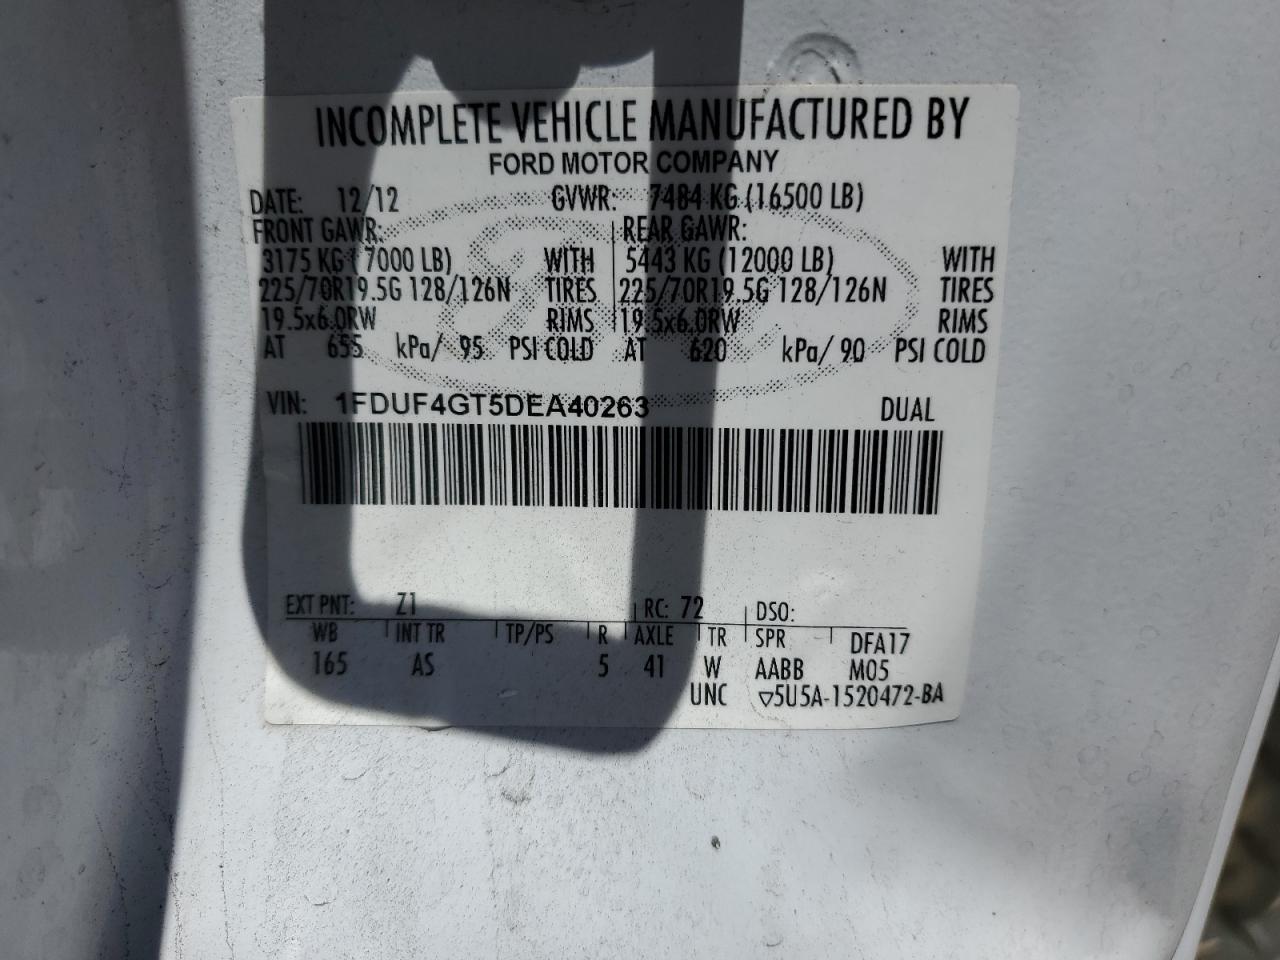 INCOMPLETE VEHICLE MANUFACTURED BY
FORD MOTOR COMPANY
DATE: 12/12 GVWR: 7484 KG (16500 LB)
FRONT GAWR: REAR GAWR:
3175 KG ( 7000 LB) WITH 5443 KG (12000 LB) WITH
225/70R19.5G 128/126N TIRES 225/70R19.5G 128/126N TIRES
19.5x6.0RW RIMS 19.5x6.0RW RIMS
AT 655 kPa/ 95 PSI COLD AT 620 kPa/ 90 PSI COLD
VIN: 1FDUF4GT5DEA40263 DUAL
EXT PNT: Z1 RC: 72 DSO:
WB INT TR TP/PS R AXLE TR SPR DFA17
165 AS 5 41 W AABB M05
UNC ▽5U5A-1520472-BA